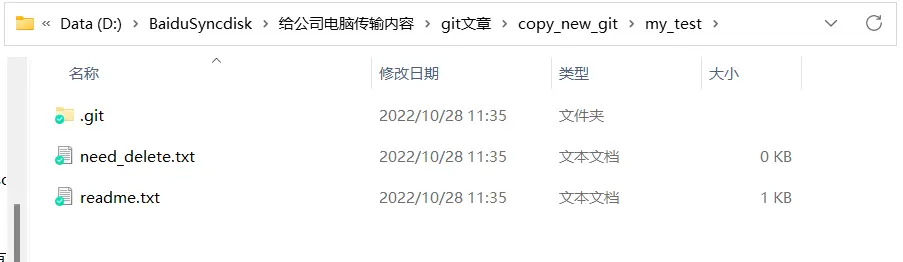 « Data (D:) > BaiduSyncdisk > 给公司电脑传输内容 > git文章 > copy_new_git > my_test >
名称 修改日期 类型 大小
.git 2022/10/28 11:35 文件夹
need_delete.txt 2022/10/28 11:35 文本文档 0 KB
readme.txt 2022/10/28 11:35 文本文档 1 KB